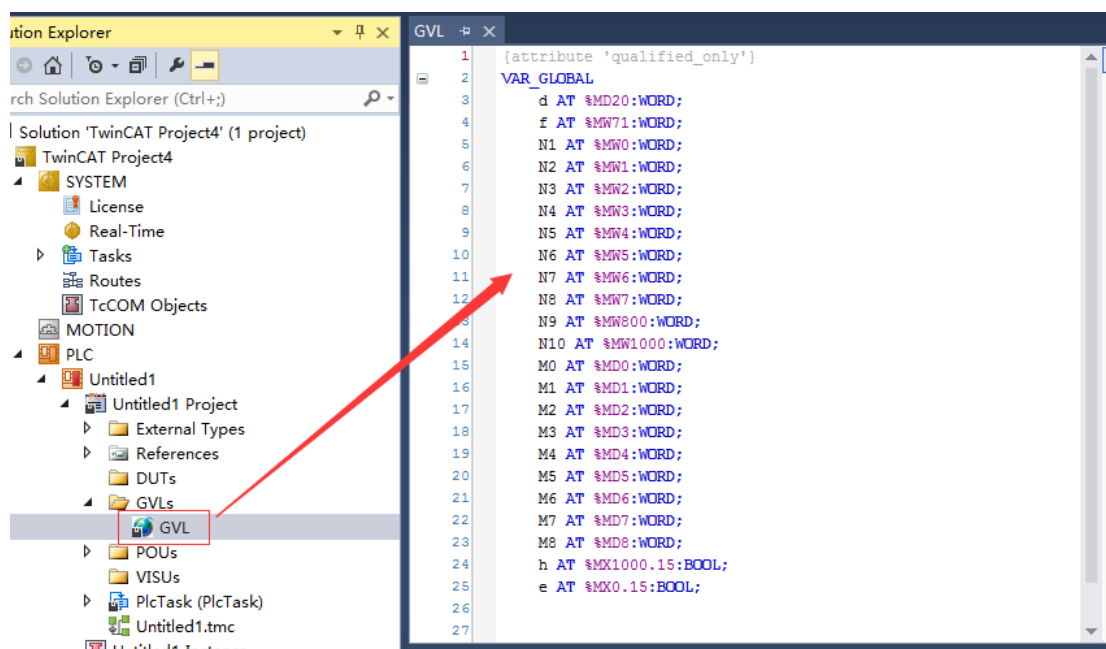 ution Explorer
rch Solution Explorer (Ctrl+;)
Solution 'TwinCAT Project4' (1 project)
TwinCAT Project4
SYSTEM
License
Real-Time
Tasks
Routes
TcCOM Objects
MOTION
PLC
Untitled1
Untitled1 Project
External Types
References
DUTs
GVLs
GVL
POUs
VISUs
PlcTask (PlcTask)
Untitled1.tmc
Untitled1 Instance
GVL
1 {attribute 'qualified_only'}
2 VAR_GLOBAL
3 d AT %MD20:WORD;
4 f AT %MW71:WORD;
5 N1 AT %MW0:WORD;
6 N2 AT %MW1:WORD;
7 N3 AT %MW2:WORD;
8 N4 AT %MW3:WORD;
9 N5 AT %MW4:WORD;
10 N6 AT %MW5:WORD;
11 N7 AT %MW6:WORD;
12 N8 AT %MW7:WORD;
13 N9 AT %MW800:WORD;
14 N10 AT %MW1000:WORD;
15 M0 AT %MD0:WORD;
16 M1 AT %MD1:WORD;
17 M2 AT %MD2:WORD;
18 M3 AT %MD3:WORD;
19 M4 AT %MD4:WORD;
20 M5 AT %MD5:WORD;
21 M6 AT %MD6:WORD;
22 M7 AT %MD7:WORD;
23 M8 AT %MD8:WORD;
24 h AT %MX1000.15:BOOL;
25 e AT %MX0.15:BOOL;
26
27